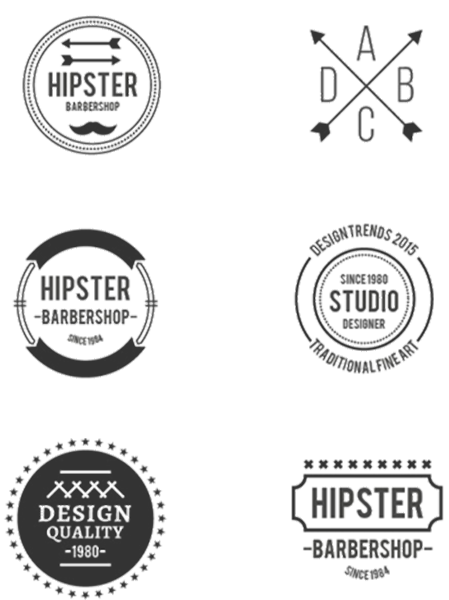 HIPSTER
BARBERSHOP
A
D B
C
HIPSTER
-BARBERSHOP-
SINCE 1984
DESIGN TRENDS 2015
SINCE 1980
STUDIO
DESIGNER
TRADITIONAL FINE ART
DESIGN
QUALITY
-1980-
HIPSTER
-BARBERSHOP-
SINCE 1984